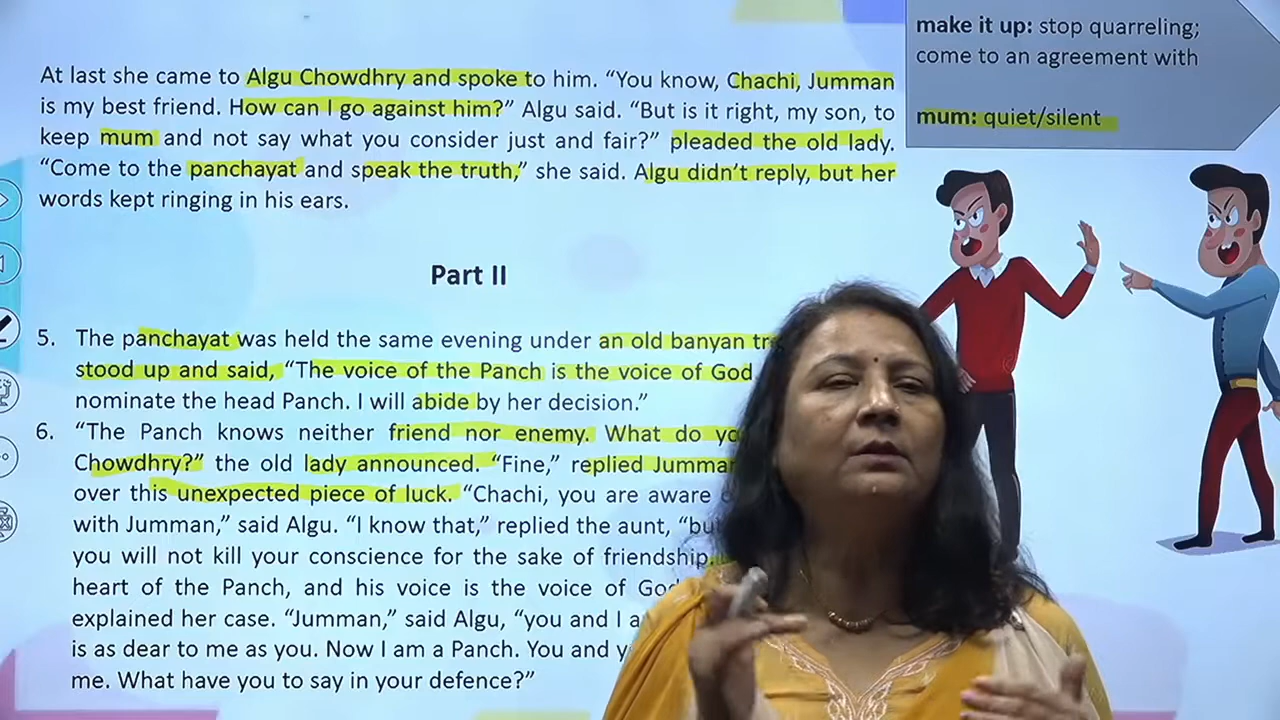 make it up: stop quarreling;
come to an agreement with
mum: quiet/silent
At last she came to Algu Chowdhry and spoke to him. “You know, Chachi, Jumman
is my best friend. How can I go against him?” Algu said. “But is it right, my son, to
keep mum and not say what you consider just and fair?” pleaded the old lady.
“Come to the panchayat and speak the truth,” she said. Algu didn’t reply, but her
words kept ringing in his ears.
Part II
5. The panchayat was held the same evening under an old banyan
stood up and said, “The voice of the Panch is the voice of God
nominate the head Panch. I will abide by her decision.”
6. “The Panch knows neither friend nor enemy. What do
Chowdhry?” the old lady announced. “Fine,” replied Jumman
over this unexpected piece of luck. “Chachi, you are aware
with Jumman,” said Algu. “I know that,” replied the aunt,
you will not kill your conscience for the sake of friendship.
heart of the Panch, and his voice is the voice of
explained her case. “Jumman,” said Algu, “you and I
is as dear to me as you. Now I am a Panch. You and
me. What have you to say in your defence?”